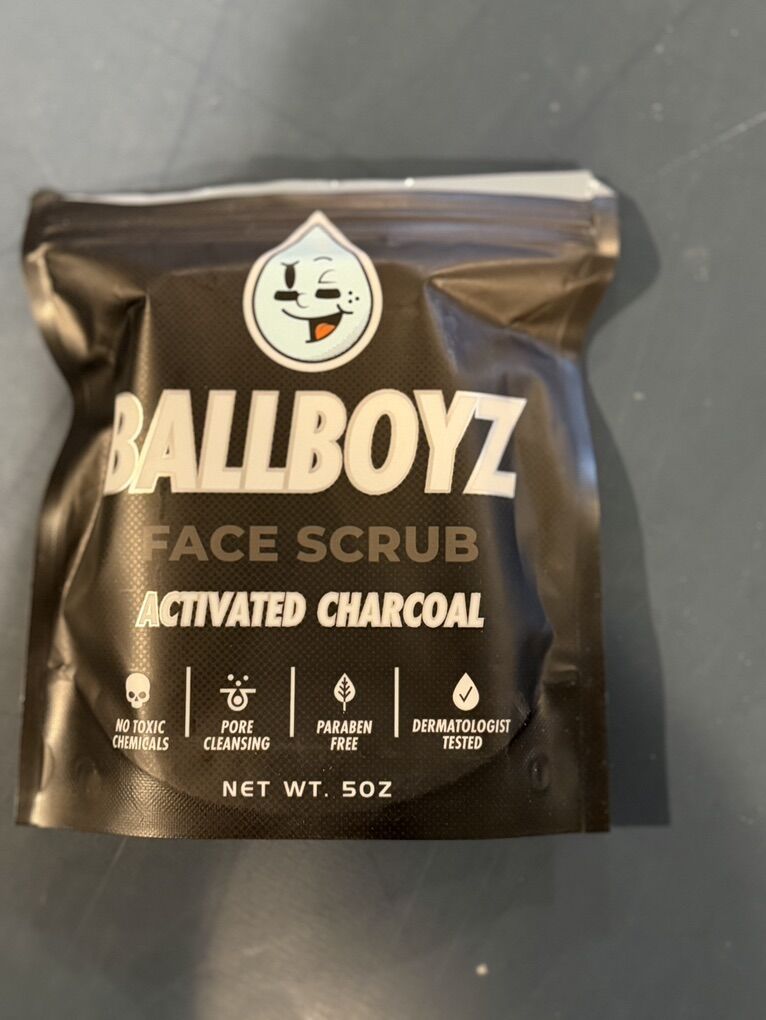 BALLBOYZ
FACE SCRUB
ACTIVATED CHARCOAL
NO TOXIC
CHEMICALS
PORE
CLEANSING
PARABEN
FREE
DERMATOLOGIST
TESTED
NET WT. 5OZ